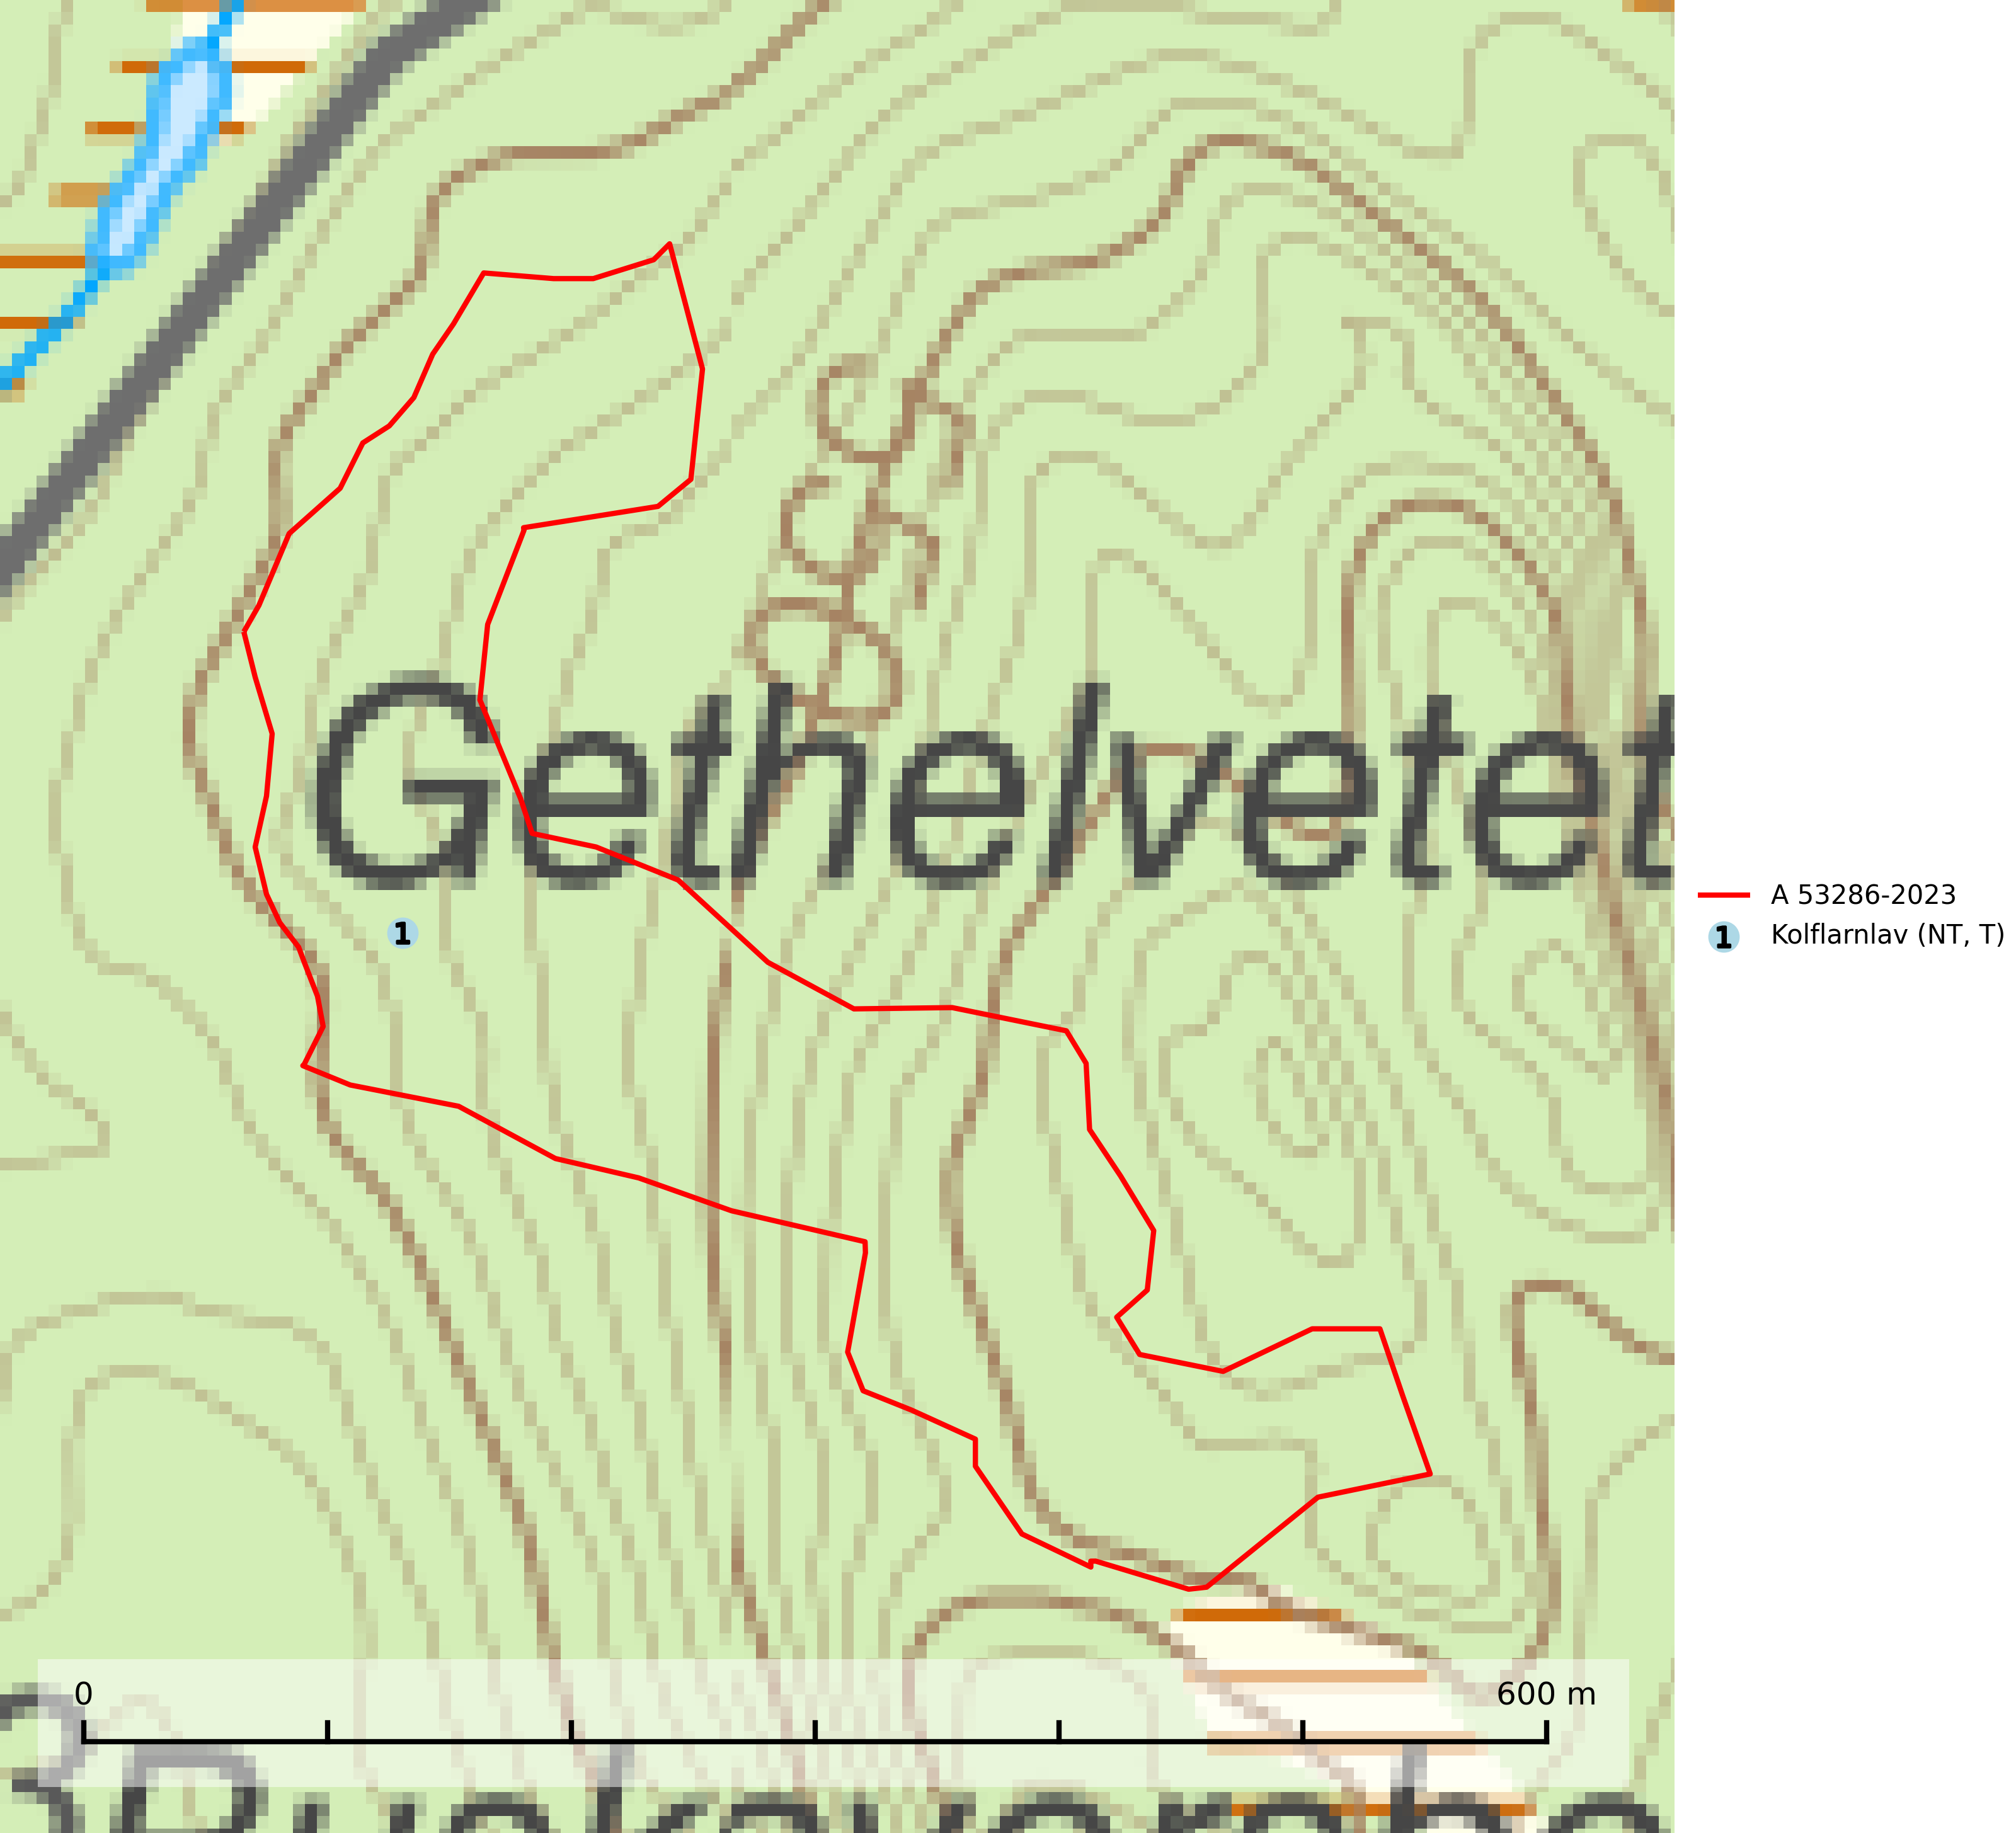 Gethelvetet
A 53286-2023
1 Kolflarnlav (NT, T)
1
0 600 m